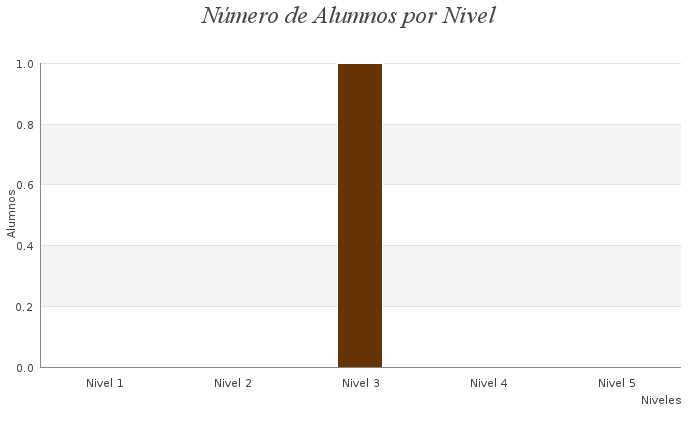 Número de Alumnos por Nivel
1.0
0.8
0.6
Alumnos
0.4
0.2
0.0
Nivel 1 Nivel 2 Nivel 3 Nivel 4 Nivel 5
Niveles